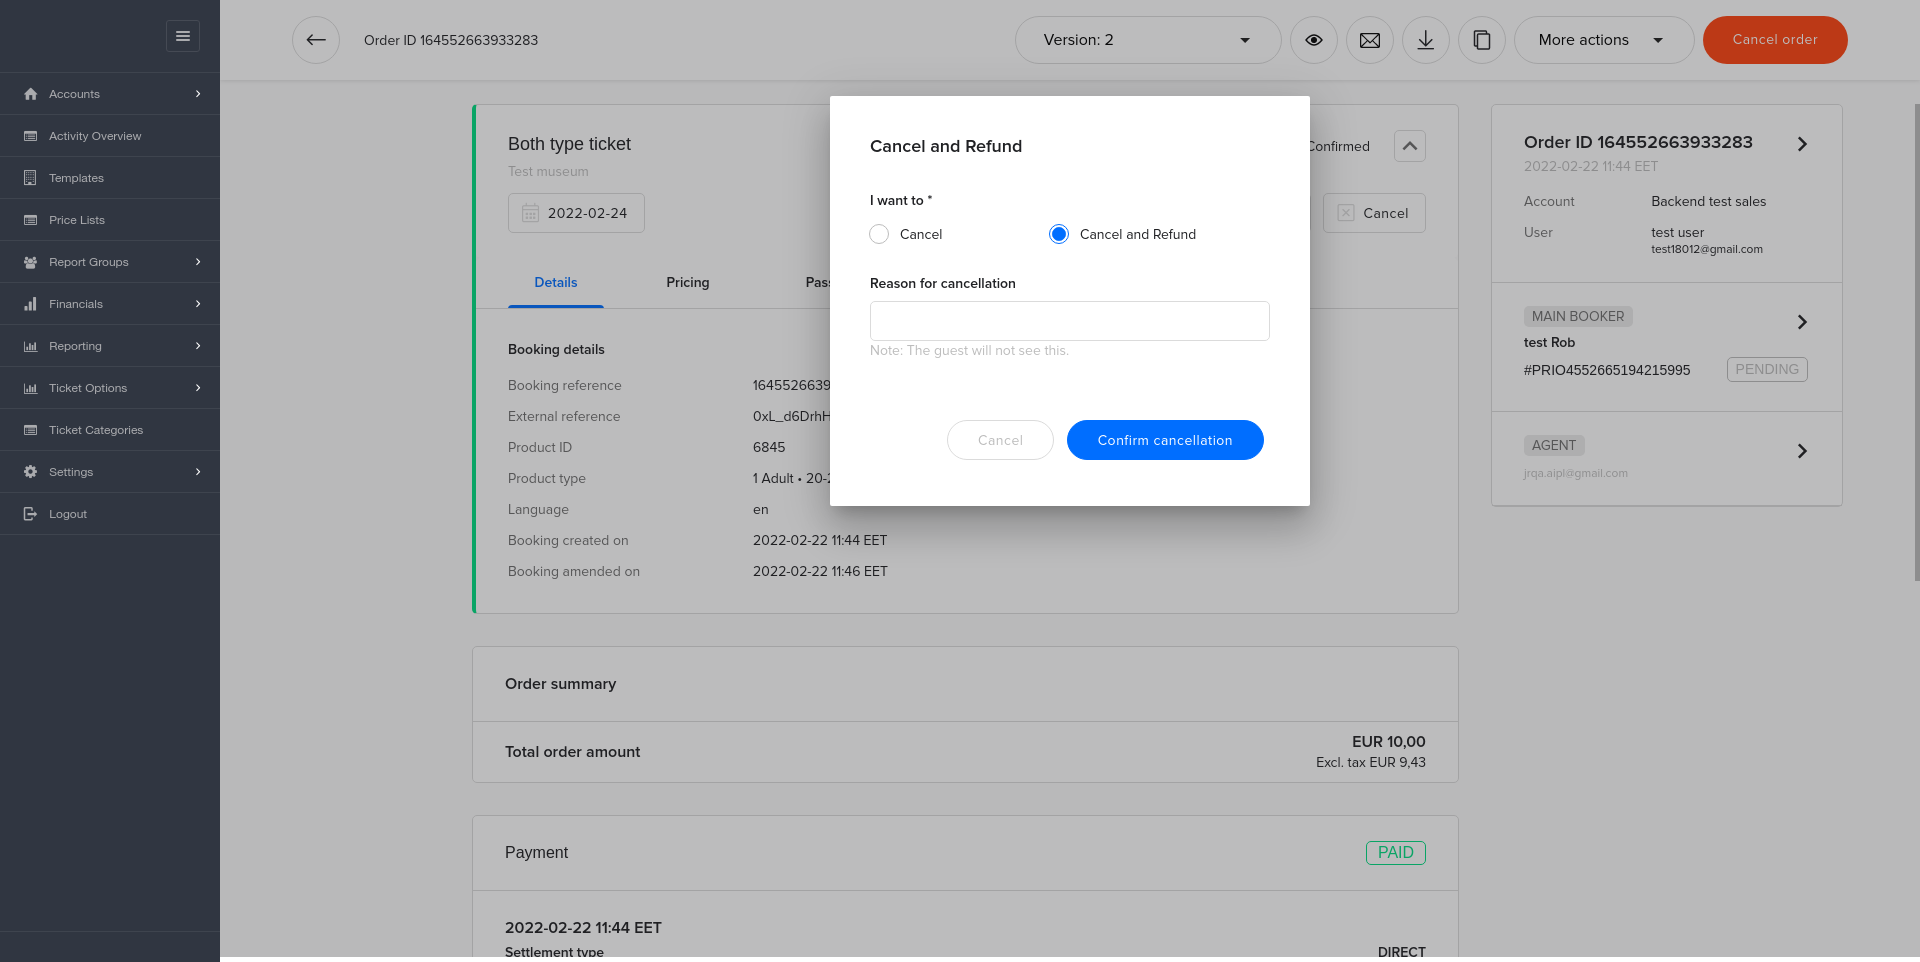 Order ID 164552663933283
Version: 2
More actions
Cancel order
Accounts
Activity Overview
Templates
Price Lists
Report Groups
Financials
Reporting
Ticket Options
Ticket Categories
Settings
Logout
Both type ticket
Test museum
2022-02-24
Confirmed
Cancel
Details
Pricing
Pass
Booking details
Booking reference
1645526639
External reference
0xL_d6DrhH
Product ID
6845
Product type
1 Adult • 20-2
Language
en
Booking created on
2022-02-22 11:44 EET
Booking amended on
2022-02-22 11:46 EET
Cancel and Refund
I want to *
Cancel
Cancel and Refund
Reason for cancellation
Note: The guest will not see this.
Cancel
Confirm cancellation
Order summary
Total order amount
EUR 10,00
Excl. tax EUR 9,43
Payment
PAID
2022-02-22 11:44 EET
Settlement type
DIRECT
Order ID 164552663933283
2022-02-22 11:44 EET
Account
Backend test sales
User
test user
test18012@gmail.com
MAIN BOOKER
test Rob
#PRIO4552665194215995
PENDING
AGENT
jrqa.aipl@gmail.com